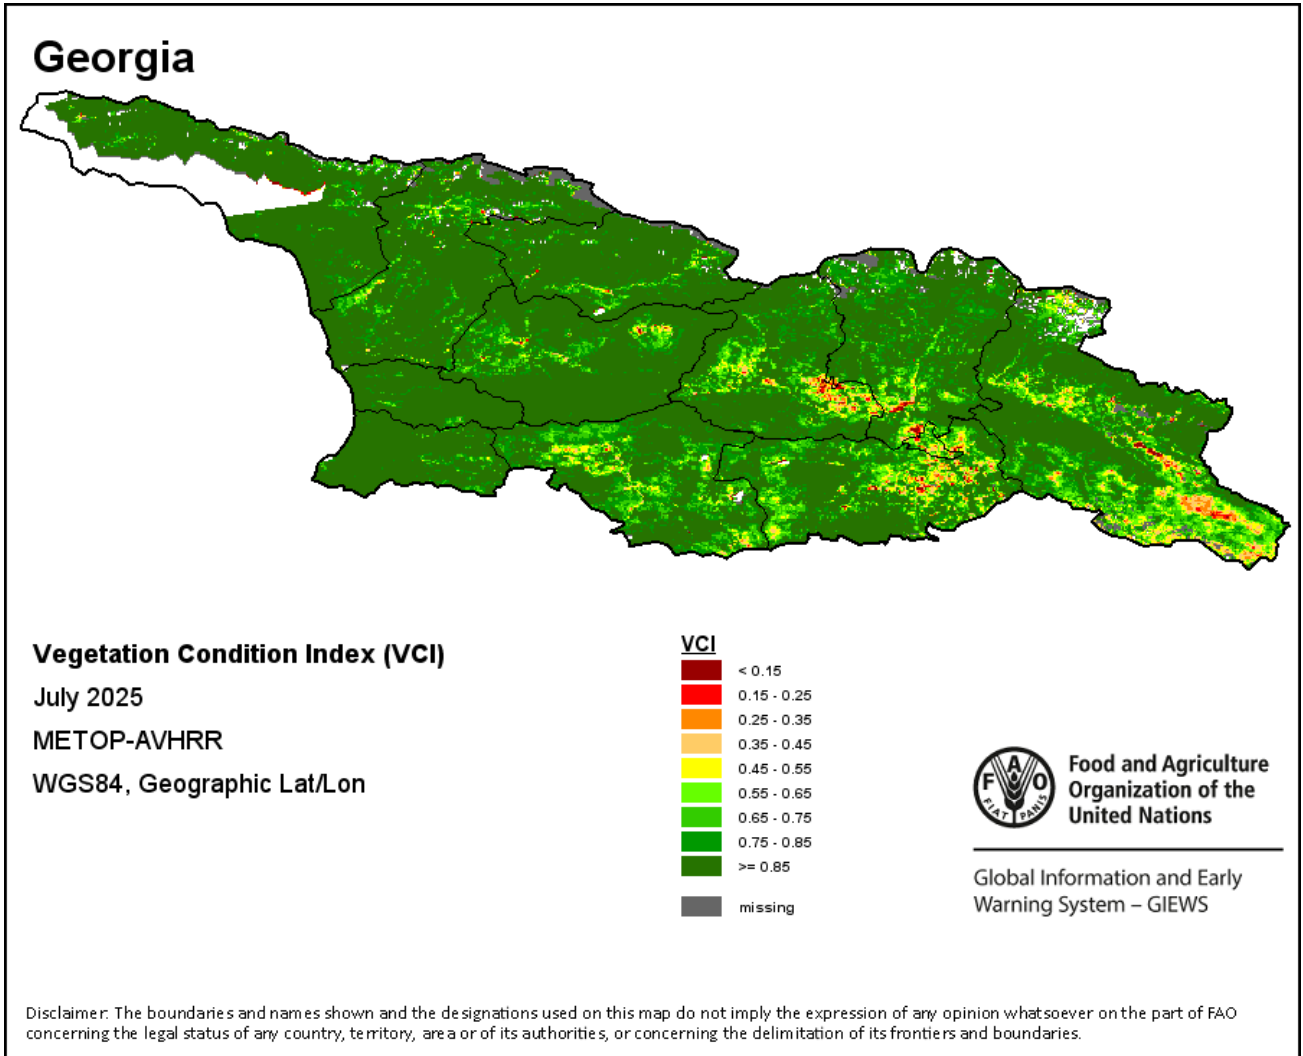 Georgia
Vegetation Condition Index (VCI)
July 2025
METOP-AVHRR
WGS84, Geographic Lat/Lon
VCI
< 0.15
0.15 - 0.25
0.25 - 0.35
0.35 - 0.45
0.45 - 0.55
0.55 - 0.65
0.65 - 0.75
0.75 - 0.85
>= 0.85
missing
F A O
FIAT PANIS
Food and Agriculture
Organization of the
United Nations
Global Information and Early
Warning System – GIEWS
Disclaimer: The boundaries and names shown and the designations used on this map do not imply the expression of any opinion whatsoever on the part of FAO
concerning the legal status of any country, territory, area or of its authorities, or concerning the delimitation of its frontiers and boundaries.